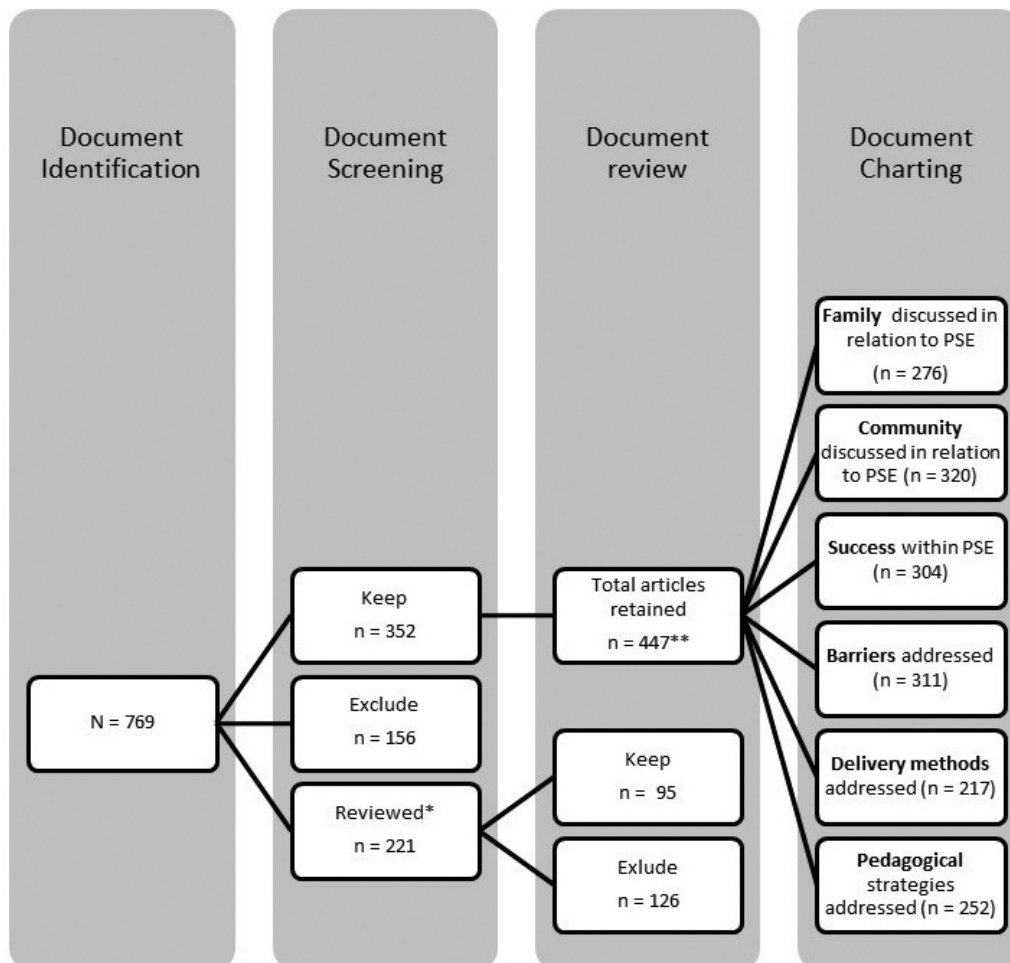 Document
Identification
Document
Screening
Document
review
Document
Charting
N = 769
Keep
n = 352
Exclude
n = 156
Reviewed*
n = 221
Total articles
retained
n = 447**
Keep
n = 95
Exlude
n = 126
Family discussed in
relation to PSE
(n = 276)
Community
discussed in relation
to PSE (n = 320)
Success within PSE
(n = 304)
Barriers addressed
(n = 311)
Delivery methods
addressed (n = 217)
Pedagogical
strategies
addressed (n = 252)